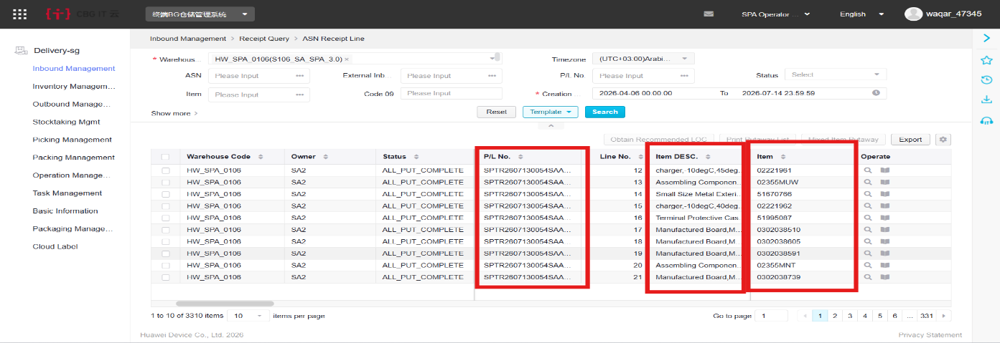 CBG IT 云 终端BG仓储管理系统 SPA Operator ... English waqar_47345
Inbound Management > Receipt Query > ASN Receipt Line
Delivery-sg
Inbound Management
Inventory Managem...
Outbound Manage...
Stocktaking Mgmt
Picking Management
Packing Management
Operation Manage...
Task Management
Basic Information
Packaging Manage...
Cloud Label
* Warehous... HW_SPA_0106(S106_SA_SPA_3.0) × Timezone (UTC+03:00)Arabi...
ASN Please Input ... External Inb... Please Input ... P/L No. Please Input ... Status Select
Item Please Input ... Code 09 Please Input * Creation ... 2026-04-06 00:00:00 To 2026-07-14 23:59:59
Show more > Reset Template Search
Obtain Recommended LOC Print Putaway List Mixed Item Putaway Export
Warehouse Code Owner Status P/L No. Line No. Item DESC. Item Operate
HW_SPA_0106 SA2 ALL_PUT_COMPLETE SPTR2607130054SAA... 12 charger,-10degC,45deg... 02221961
HW_SPA_0106 SA2 ALL_PUT_COMPLETE SPTR2607130054SAA... 13 Assembling Componen... 02355MUW
HW_SPA_0106 SA2 ALL_PUT_COMPLETE SPTR2607130054SAA... 14 Small Size Metal Exteri... 51670766
HW_SPA_0106 SA2 ALL_PUT_COMPLETE SPTR2607130054SAA... 15 charger,-10degC,40deg... 02221962
HW_SPA_0106 SA2 ALL_PUT_COMPLETE SPTR2607130054SAA... 16 Terminal Protective Cas... 51995087
HW_SPA_0106 SA2 ALL_PUT_COMPLETE SPTR2607130054SAA... 17 Manufactured Board,M... 0302038510
HW_SPA_0106 SA2 ALL_PUT_COMPLETE SPTR2607130054SAA... 18 Manufactured Board,M... 0302038605
HW_SPA_0106 SA2 ALL_PUT_COMPLETE SPTR2607130054SAA... 19 Manufactured Board,M... 0302038591
HW_SPA_0106 SA2 ALL_PUT_COMPLETE SPTR2607130054SAA... 20 Assembling Componen... 02355MNT
HW_SPA_0106 SA2 ALL_PUT_COMPLETE SPTR2607130054SAA... 21 Manufactured Board,M... 0302038739
1 to 10 of 3310 items 10 items per page Go to page 1 < 1 2 3 4 5 6 ... 331 >
Huawei Device Co., Ltd. 2026 Privacy Statement